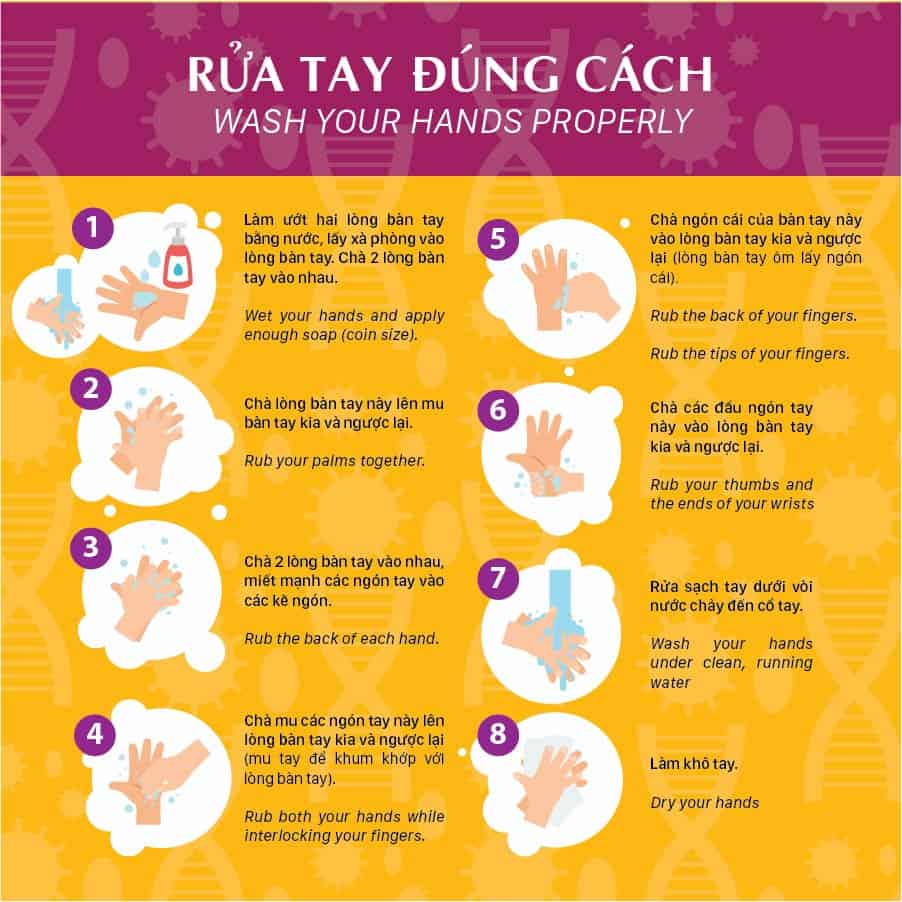 RỬA TAY ĐÚNG CÁCH
WASH YOUR HANDS PROPERLY
1
Làm ướt hai lòng bàn tay
bằng nước, lấy xà phòng vào
lòng bàn tay. Chà 2 lòng bàn
tay vào nhau.
Wet your hands and apply
enough soap (coin size).
2
Chà lòng bàn tay này lên mu
bàn tay kia và ngược lại.
Rub your palms together.
3
Chà 2 lòng bàn tay vào nhau,
miết mạnh các ngón tay vào
các kẽ ngón.
Rub the back of each hand.
4
Chà mu các ngón tay này lên
lòng bàn tay kia và ngược lại
(mu tay để khum khớp với
lòng bàn tay).
Rub both your hands while
interlocking your fingers.
5
Chà ngón cái của bàn tay này
vào lòng bàn tay kia và ngược
lại (lòng bàn tay ôm lấy ngón
cái).
Rub the back of your fingers.
Rub the tips of your fingers.
6
Chà các đầu ngón tay
này vào lòng bàn tay
kia và ngược lại.
Rub your thumbs and
the ends of your wrists
7
Rửa sạch tay dưới vòi
nước chảy đến cổ tay.
Wash your hands
under clean, running
water
8
Làm khô tay.
Dry your hands